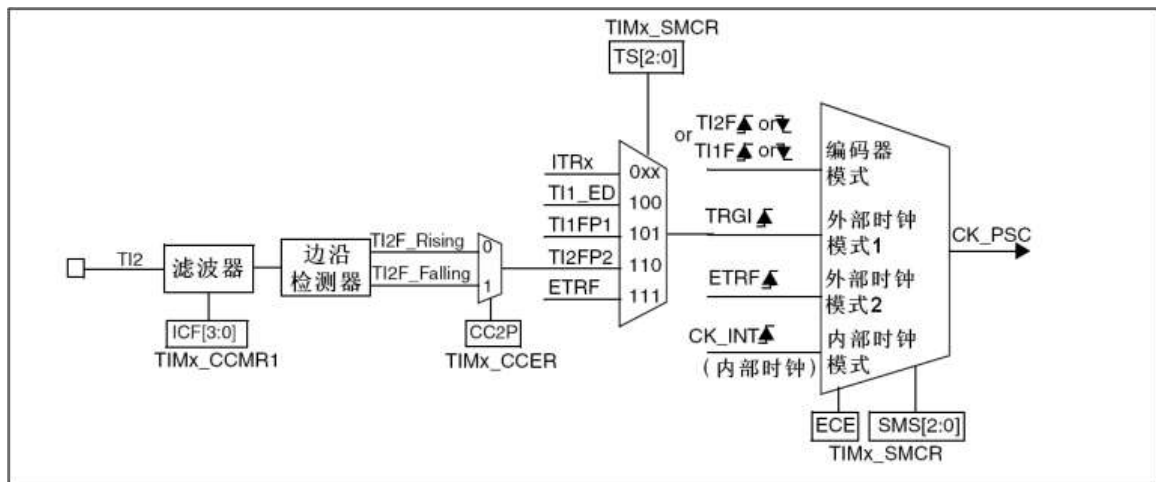 TIMx_SMCR
TS[2:0]
or TI2F or
TI1F or
ITRx
0xx
TI1_ED
100
TI1FP1
101
TI2FP2
110
ETRF
111
TI2
滤波器
ICF[3:0]
TIMx_CCMR1
边沿
检测器
TI2F_Rising
0
TI2F_Falling
1
CC2P
TIMx_CCER
编码器
模式
TRGI
外部时钟
模式1
ETRF
外部时钟
模式2
CK_INT
(内部时钟)
内部时钟
模式
CK_PSC
ECE
SMS[2:0]
TIMx_SMCR